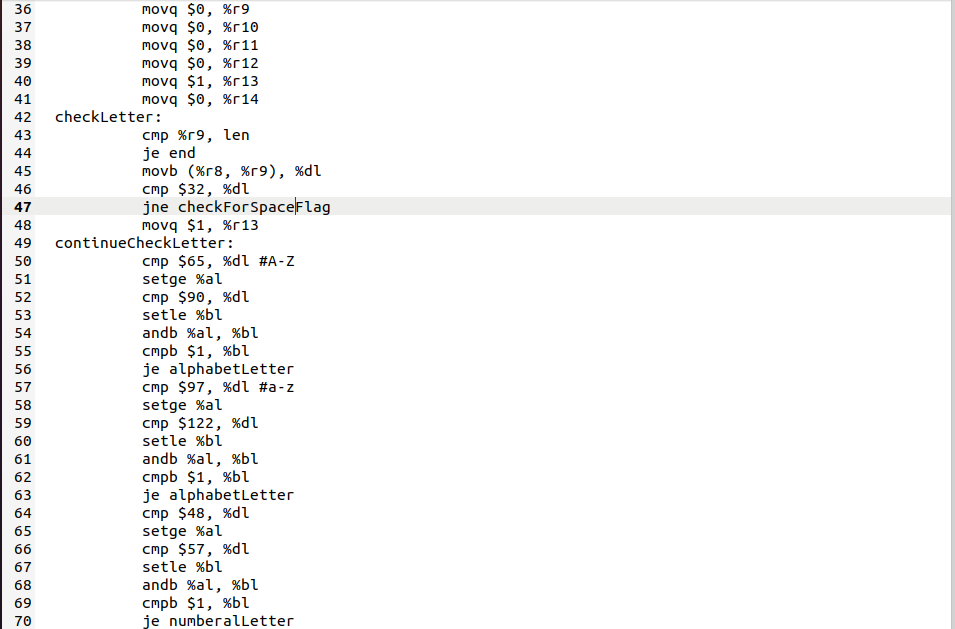 36 movq $0, %r9
37 movq $0, %r10
38 movq $0, %r11
39 movq $0, %r12
40 movq $1, %r13
41 movq $0, %r14
42 checkLetter:
43 cmp %r9, len
44 je end
45 movb (%r8, %r9), %dl
46 cmp $32, %dl
47 jne checkForSpaceFlag
48 movq $1, %r13
49 continueCheckLetter:
50 cmp $65, %dl #A-Z
51 setge %al
52 cmp $90, %dl
53 setle %bl
54 andb %al, %bl
55 cmpb $1, %bl
56 je alphabetLetter
57 cmp $97, %dl #a-z
58 setge %al
59 cmp $122, %dl
60 setle %bl
61 andb %al, %bl
62 cmpb $1, %bl
63 je alphabetLetter
64 cmp $48, %dl
65 setge %al
66 cmp $57, %dl
67 setle %bl
68 andb %al, %bl
69 cmpb $1, %bl
70 je numberalLetter